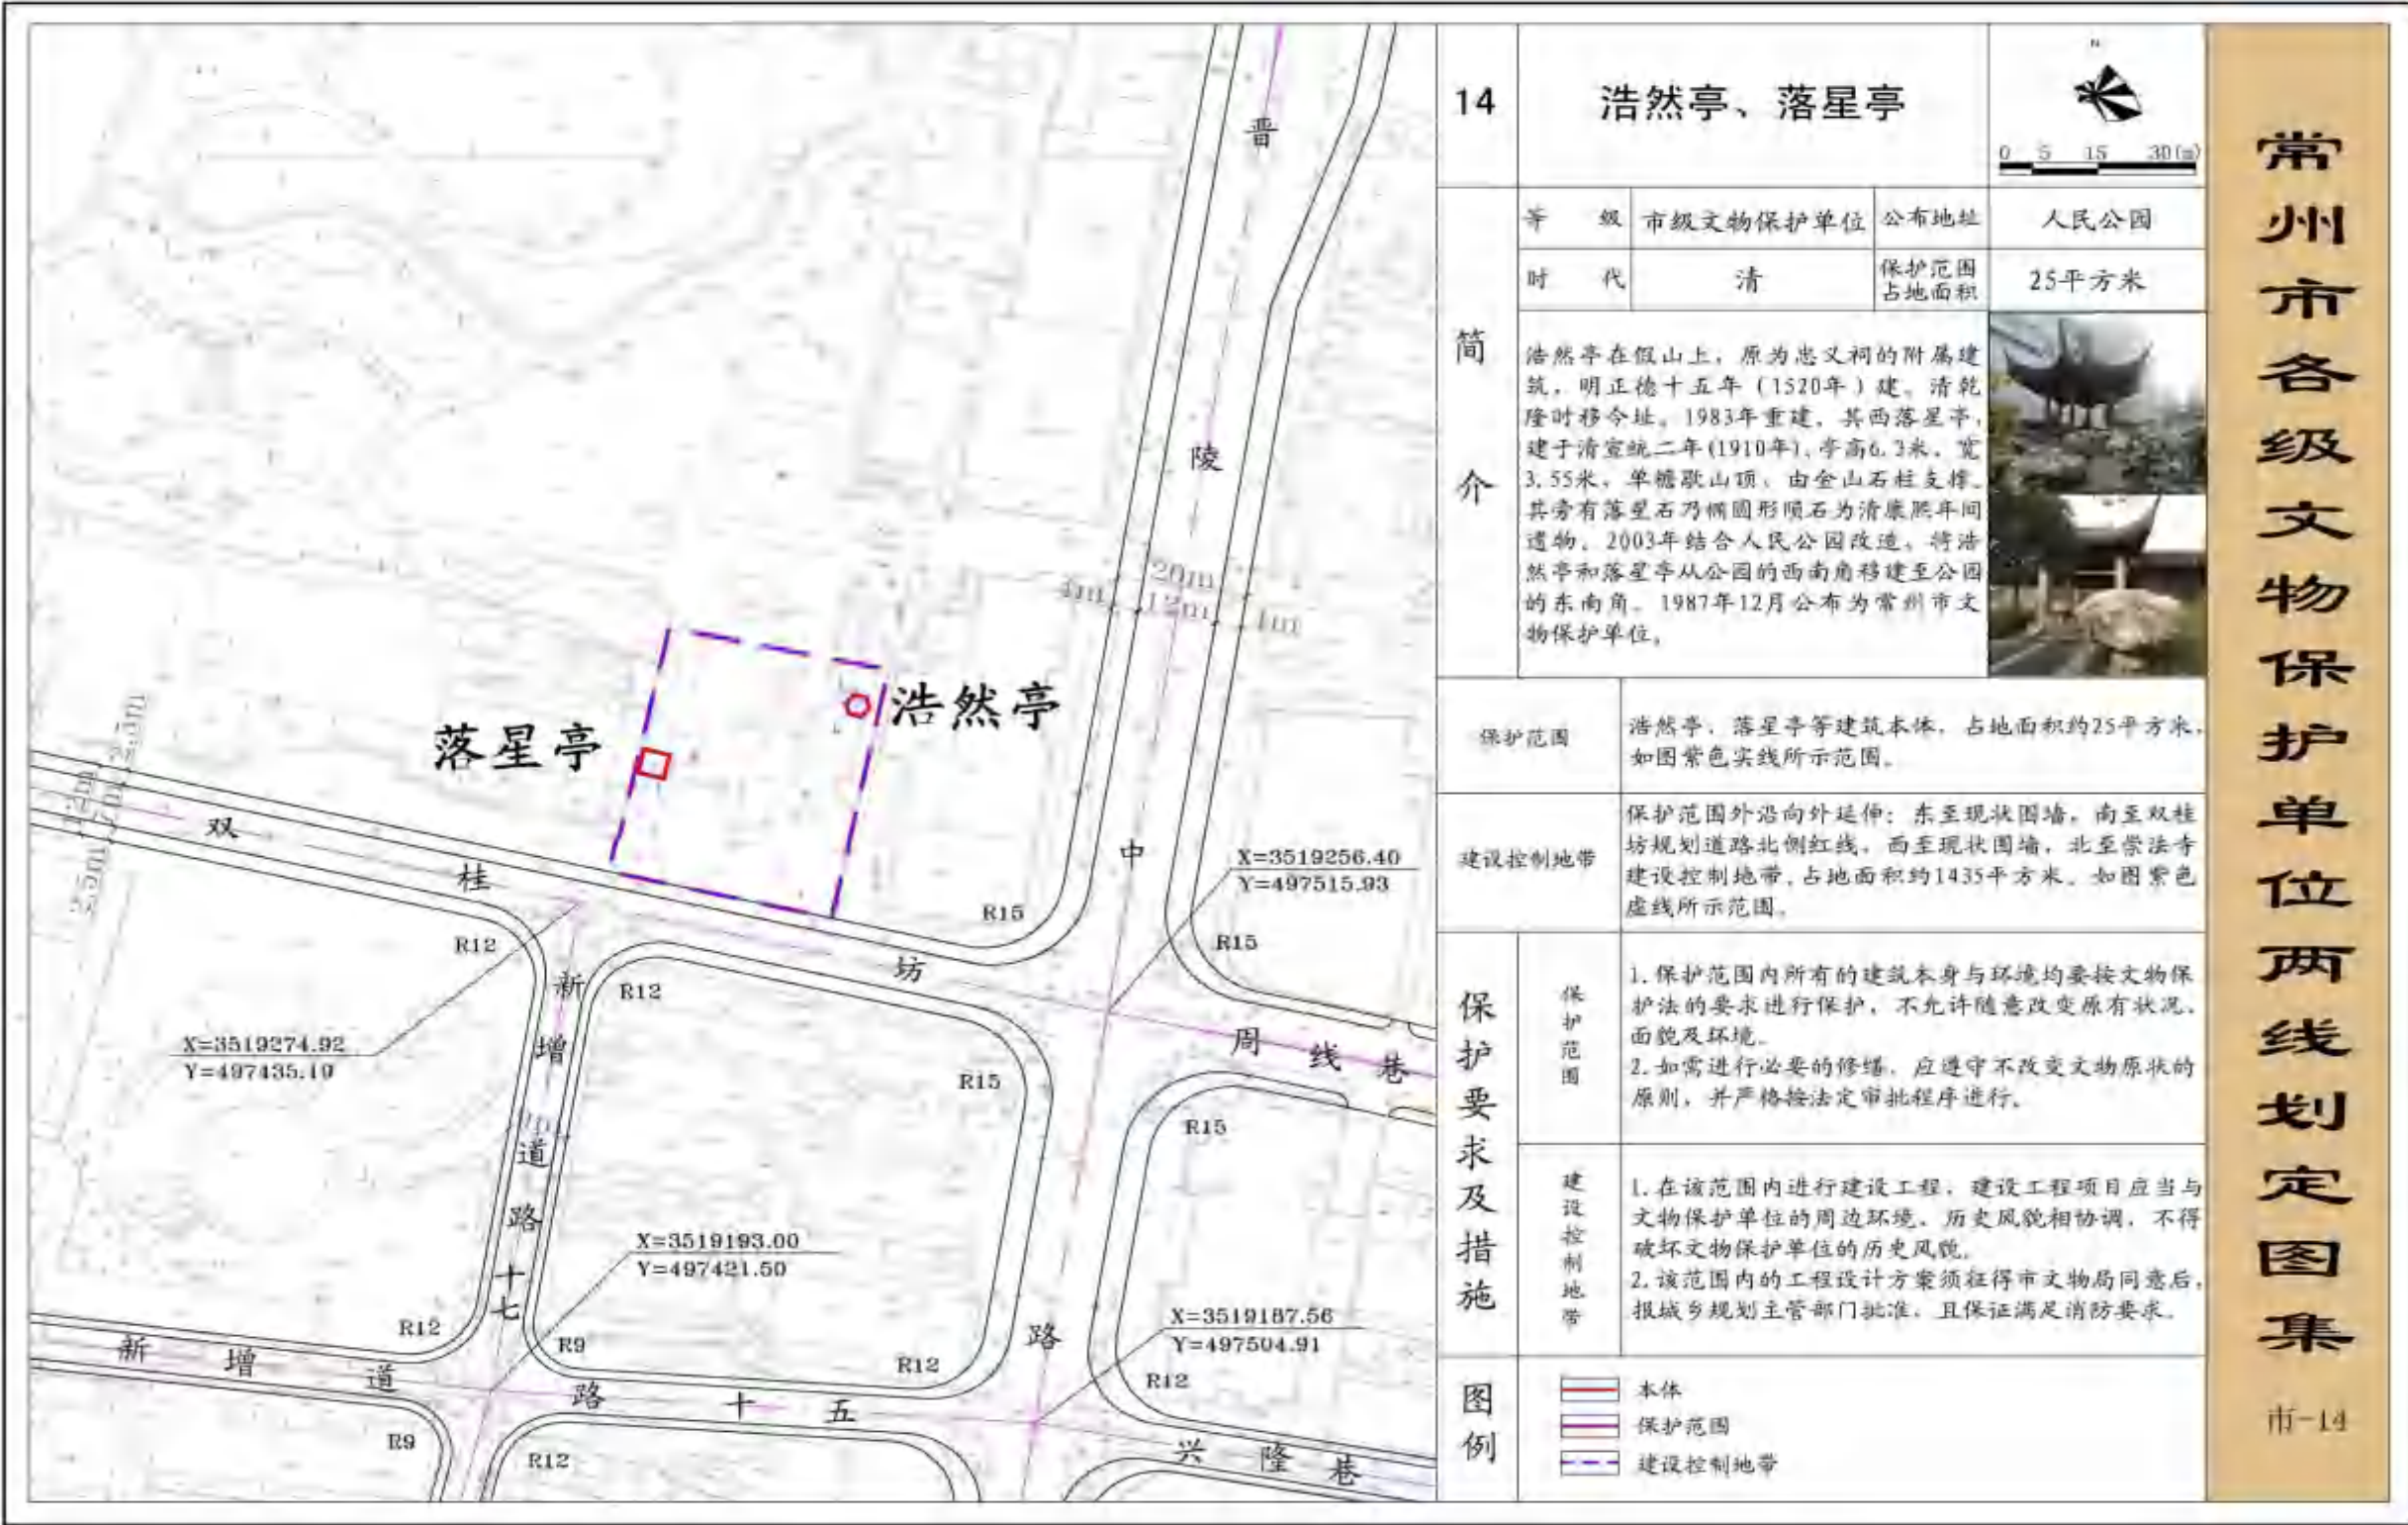 14
浩然亭、落星亭
N
0 5 15 30(m)
简介
等级
市级文物保护单位
公布地址
人民公园
时代
清
保护范围
占地面积
25平方米
浩然亭在假山上，原为忠义祠的附属建
筑，明正德十五年（1520年）建。清乾
隆时移今址。1983年重建，其西落星亭，
建于清宣统二年(1910年)，亭高6.3米，宽
3.55米，单檐歇山顶，由金山石柱支撑。
其旁有落星石乃椭圆形陨石为清康熙年间
遗物。2003年结合人民公园改造，将浩
然亭和落星亭从公园的西南角移建至公园
的东南角。1987年12月公布为常州市文
物保护单位。
保护范围
浩然亭、落星亭等建筑本体，占地面积约25平方米，
如图紫色实线所示范围。
建设控制地带
保护范围外沿向外延伸：东至现状围墙，南至双桂
坊规划道路北侧红线，西至现状围墙，北至崇法寺
建设控制地带，占地面积约1435平方米。如图紫色
虚线所示范围。
保护要求及措施
保护范围
1.保护范围内所有的建筑本身与环境均要按文物保
护法的要求进行保护，不允许随意改变原有状况、
面貌及环境。
2.如需进行必要的修缮，应遵守不改变文物原状的
原则，并严格按法定审批程序进行。
建设控制地带
1.在该范围内进行建设工程，建设工程项目应当与
文物保护单位的周边环境、历史风貌相协调，不得
破坏文物保护单位的历史风貌。
2.该范围内的工程设计方案须征得市文物局同意后，
报城乡规划主管部门批准，且保证满足消防要求。
图例
本体
保护范围
建设控制地带
常州市各级文物保护单位两线划定图集
市-14
晋陵中路
20m
4m 12m 4m
浩然亭
落星亭
双桂坊
X=3519256.40
Y=497515.93
R15
R15
R12
R12
新增道路十七
X=3519274.92
Y=497435.19
周线巷
R15
R15
X=3519193.00
Y=497421.50
X=3519187.56
Y=497504.91
R12
R9
R12
R12
新增道路十五
R9
R12
兴隆巷